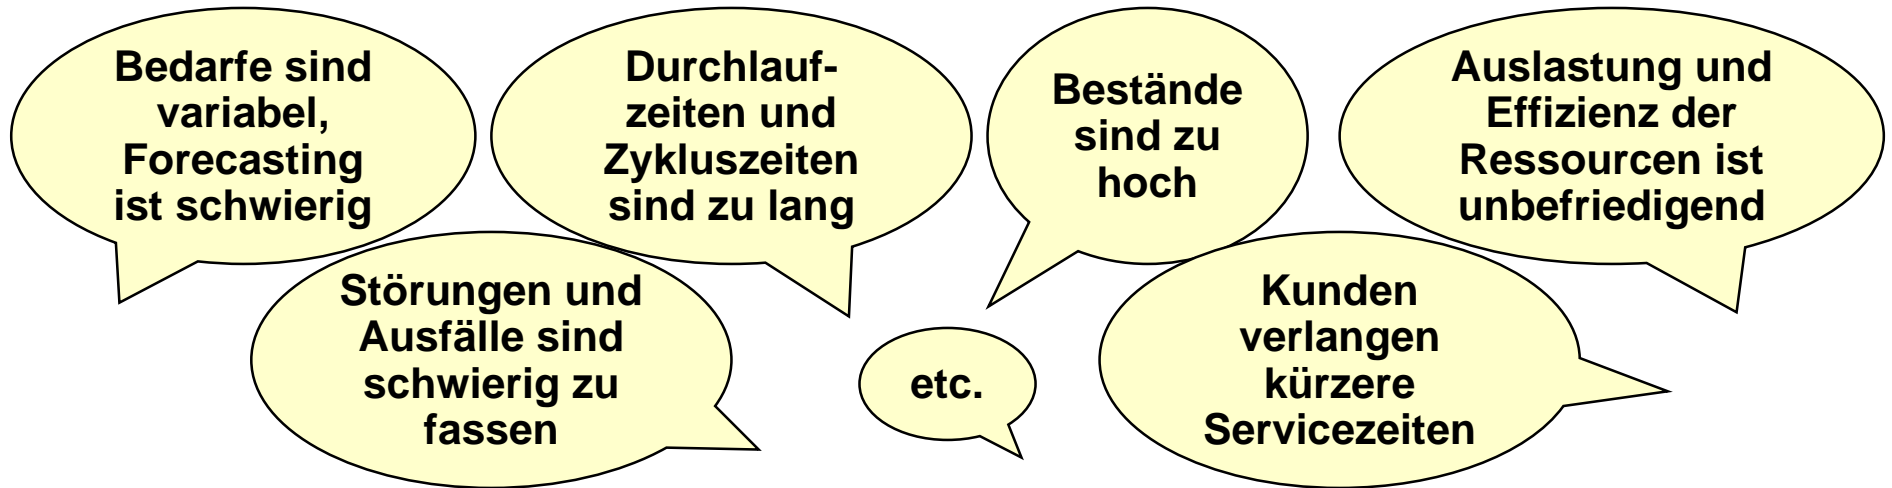 Bedarfe sind
variabel,
Forecasting
ist schwierig
Durchlauf-
zeiten und
Zykluszeiten
sind zu lang
Bestände
sind zu
hoch
Auslastung und
Effizienz der
Ressourcen ist
unbefriedigend
Störungen und
Ausfälle sind
schwierig zu
fassen
etc.
Kunden
verlangen
kürzere
Servicezeiten